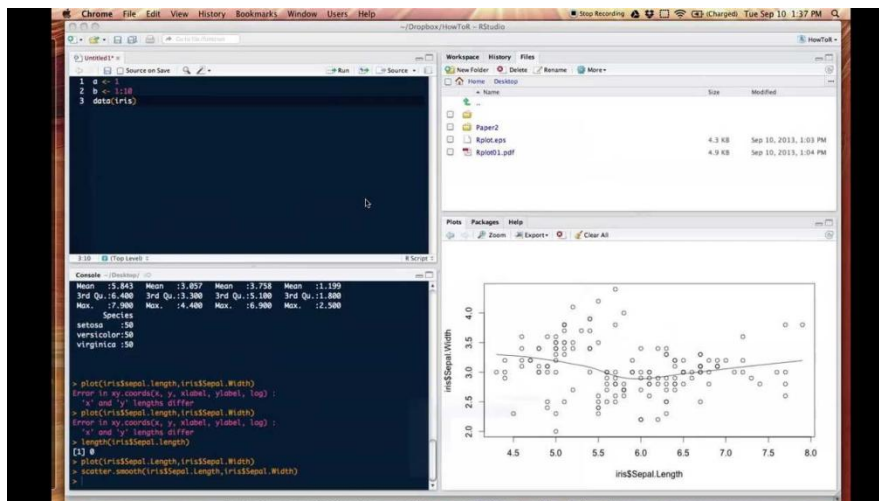 Chrome File Edit View History Bookmarks Window Users Help
Stop Recording (Charged) Tue Sep 10 1:37 PM
~/Dropbox/HowToR - RStudio
Go to file/function
HowToR
Untitled1*
Source on Save Run Source
1 a <- 1
2 b <- 1:10
3 data(iris)
3:10 (Top Level) R Script
Console ~/Desktop/
Mean :5.843 Mean :3.057 Mean :3.758 Mean :1.199
3rd Qu.:6.400 3rd Qu.:3.300 3rd Qu.:5.100 3rd Qu.:1.800
Max. :7.900 Max. :4.400 Max. :6.900 Max. :2.500
Species
setosa :50
versicolor:50
virginica :50
> plot(iris$sepal.length,iris$Sepal.Width)
Error in xy.coords(x, y, xlabel, ylabel, log) :
'x' and 'y' lengths differ
> plot(iris$Sepal.length,iris$Sepal.Width)
Error in xy.coords(x, y, xlabel, ylabel, log) :
'x' and 'y' lengths differ
> length(iris$Sepal.length)
[1] 0
> plot(iris$Sepal.Length,iris$Sepal.Width)
> scatter.smooth(iris$Sepal.Length,iris$Sepal.Width)
>
Workspace History Files
New Folder Delete Rename More
Home Desktop
Name Size Modified
..
Paper2
Rplot.eps 4.3 KB Sep 10, 2013, 1:03 PM
Rplot01.pdf 4.9 KB Sep 10, 2013, 1:04 PM
Plots Packages Help
Zoom Export Clear All
iris$Sepal.Width
4.0
3.5
3.0
2.5
2.0
4.5 5.0 5.5 6.0 6.5 7.0 7.5 8.0
iris$Sepal.Length